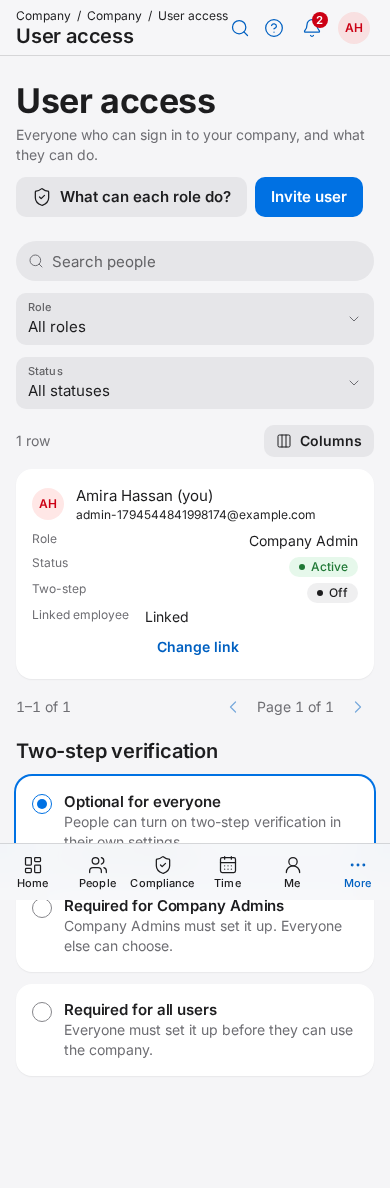 Company / Company / User access
User access
2
AH
User access
Everyone who can sign in to your company, and what
they can do.
What can each role do?
Invite user
Search people
Role
All roles
Status
All statuses
1 row
Columns
AH
Amira Hassan (you)
admin-1794544841998174@example.com
Role
Company Admin
Status
Active
Two-step
Off
Linked employee
Linked
Change link
1–1 of 1
Page 1 of 1
Two-step verification
Optional for everyone
People can turn on two-step verification in
their own settings.
Home
People
Compliance
Time
Me
More
Required for Company Admins
Company Admins must set it up. Everyone
else can choose.
Required for all users
Everyone must set it up before they can use
the company.